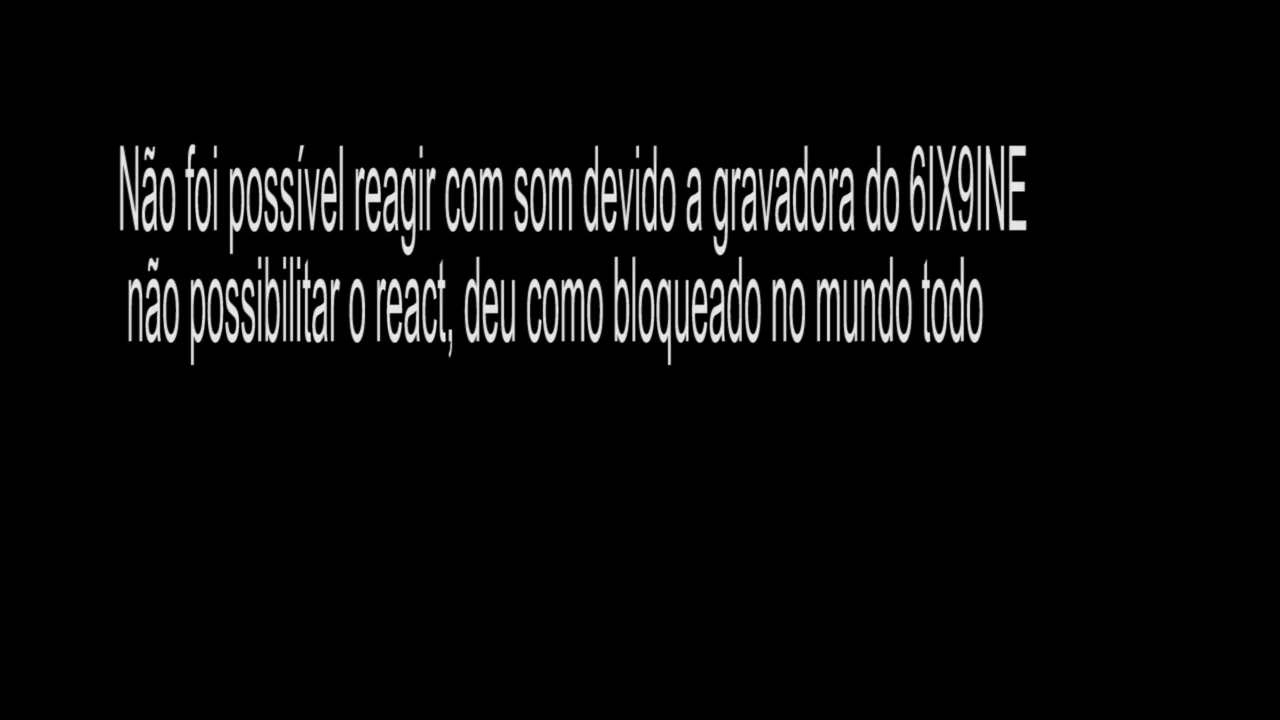 Não foi possível reagir com som devido a gravadora do 6IX9INE
não possibilitar o react, deu como bloqueado no mundo todo